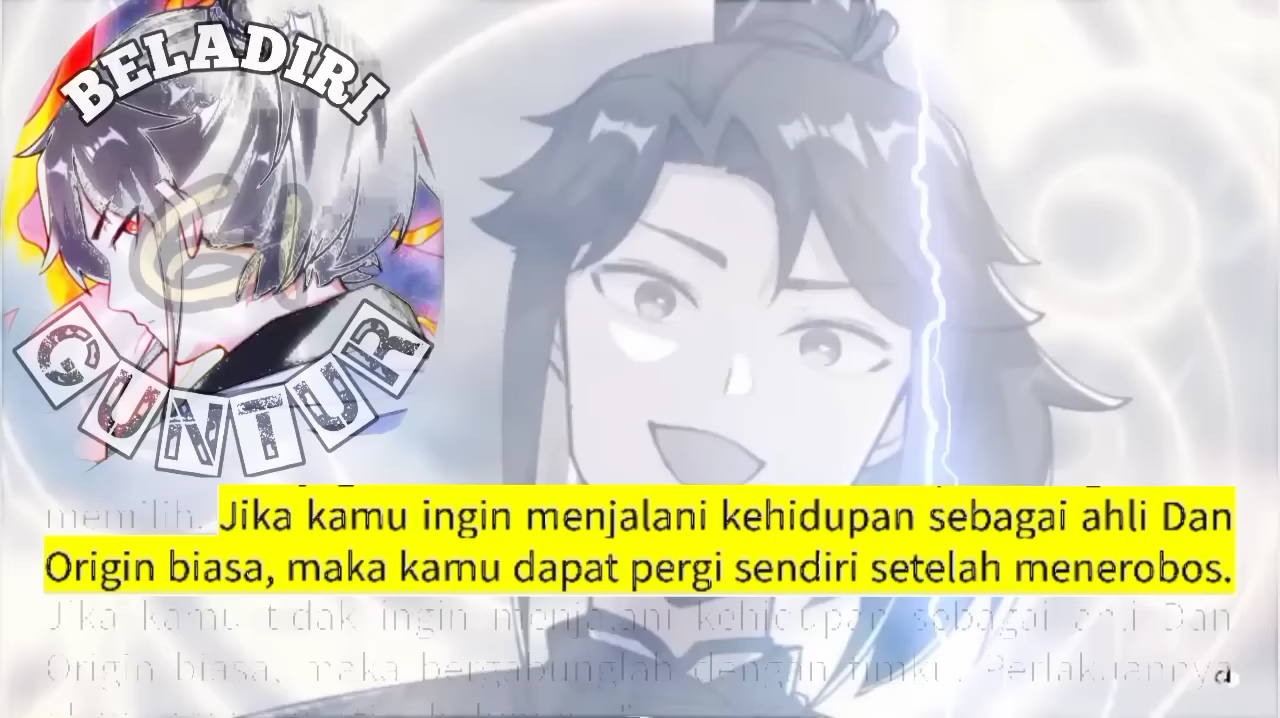 BELADIRI
GUNTUR
memilih. Jika kamu ingin menjalani kehidupan sebagai ahli Dan
Origin biasa, maka kamu dapat pergi sendiri setelah menerobos.
Jika kamu tidak ingin menjalani kehidupan sebagai ahli Dan
Origin biasa, maka bergabunglah dengan timku. Perlakuannya